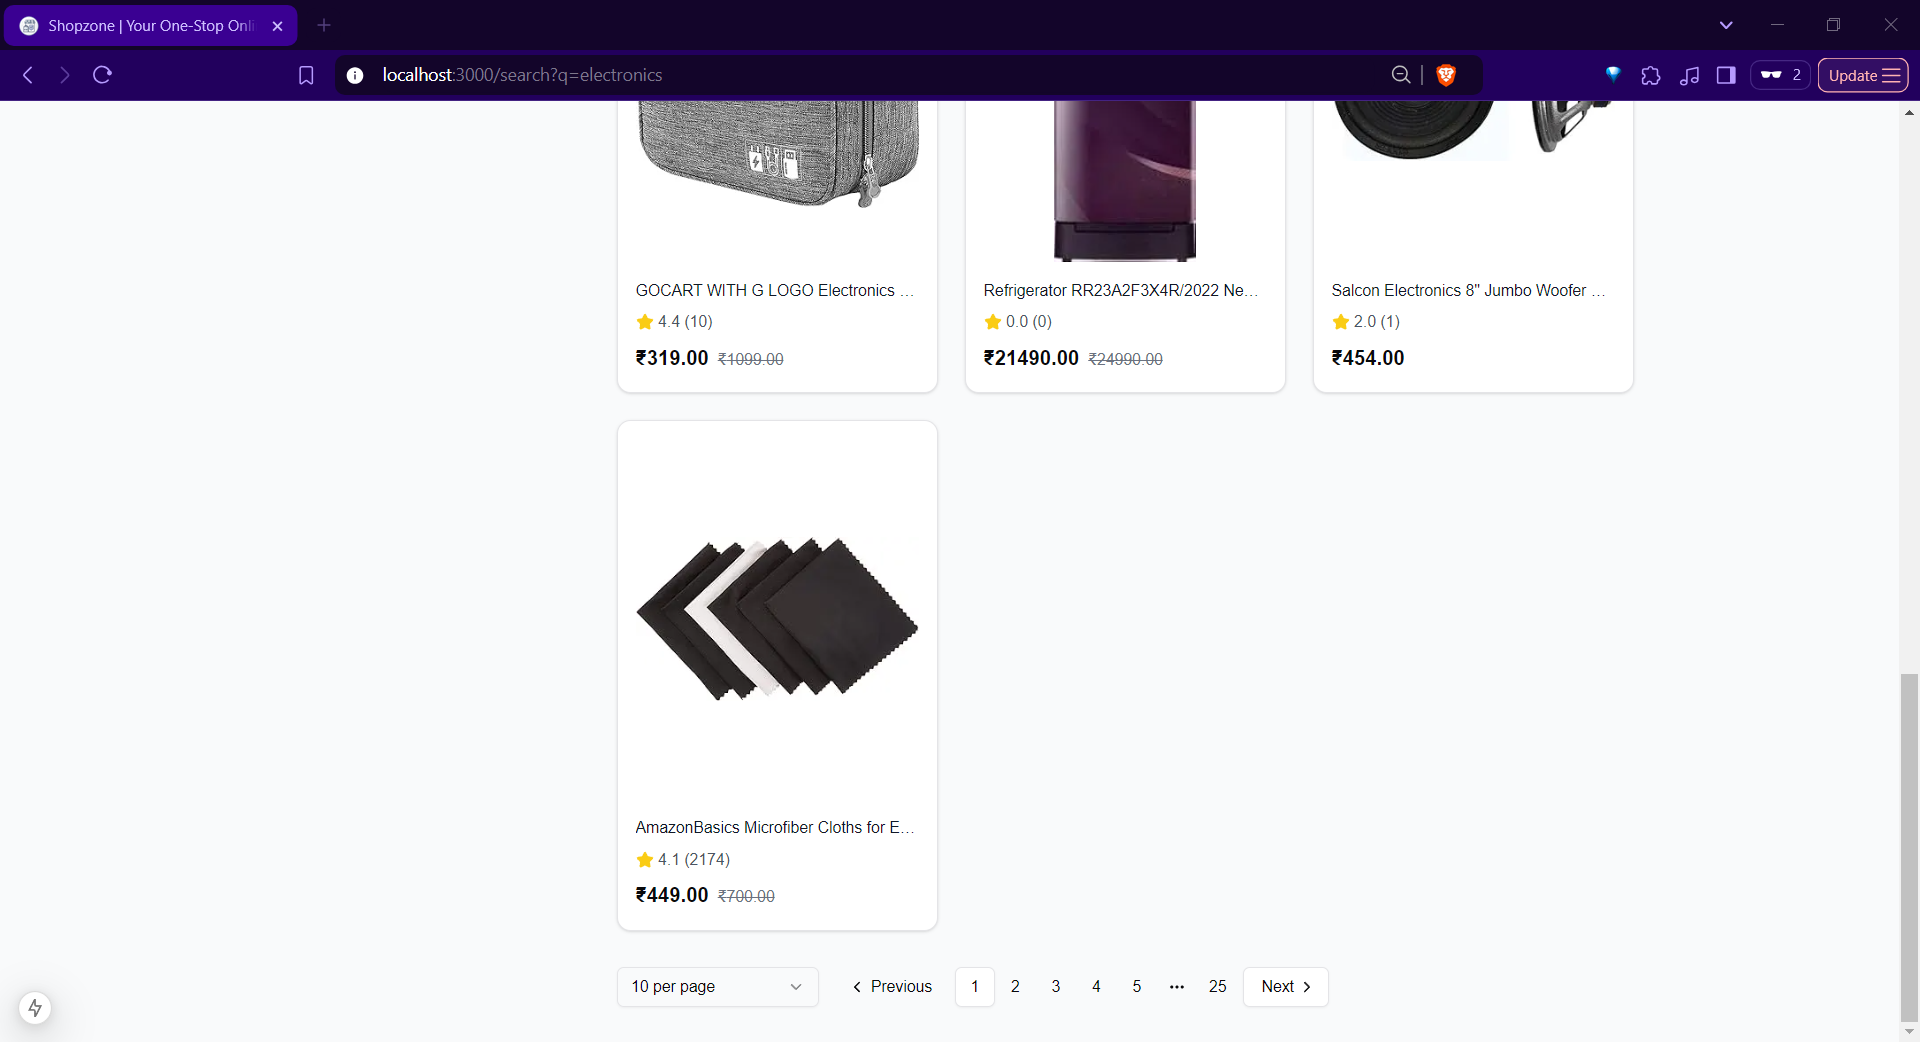 Shopzone | Your One-Stop Onli
localhost:3000/search?q=electronics
2
Update
GOCART WITH G LOGO Electronics ...
4.4 (10)
₹319.00 ₹1099.00
Refrigerator RR23A2F3X4R/2022 Ne...
0.0 (0)
₹21490.00 ₹24990.00
Salcon Electronics 8" Jumbo Woofer ...
2.0 (1)
₹454.00
AmazonBasics Microfiber Cloths for E...
4.1 (2174)
₹449.00 ₹700.00
10 per page
Previous 1 2 3 4 5 ... 25 Next